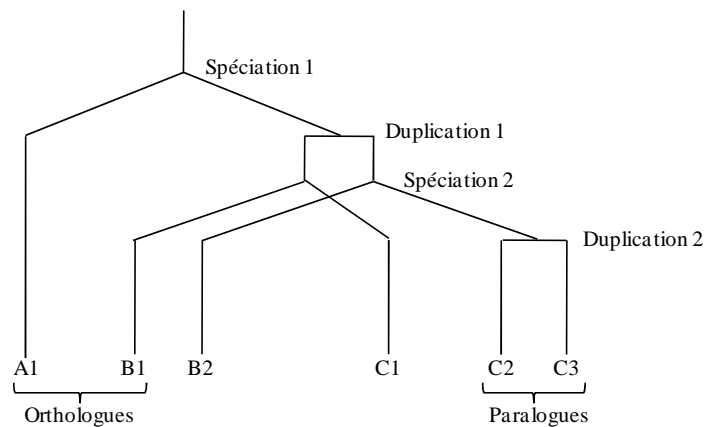 Spéciation 1
Duplication 1
Spéciation 2
Duplication 2
A1 B1 B2 C1 C2 C3
Orthologues Paralogues